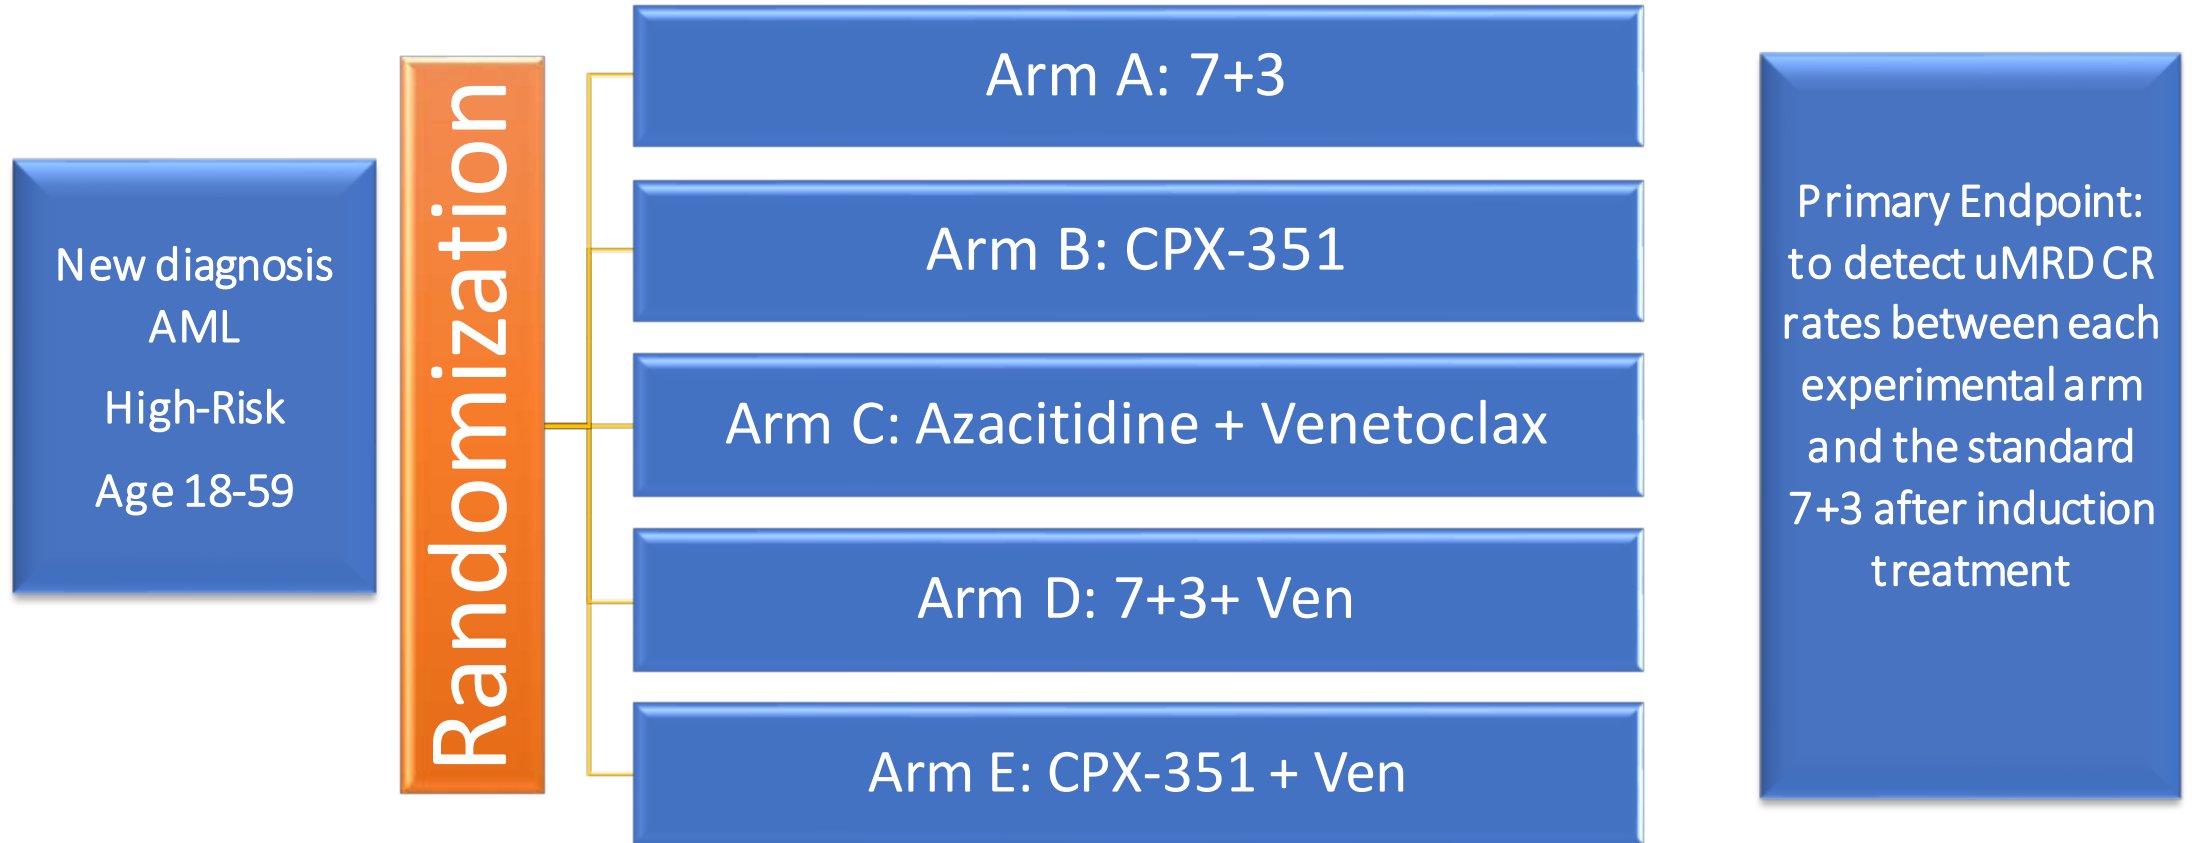 New diagnosis
AML
High-Risk
Age 18-59
Randomization
Arm A: 7+3
Arm B: CPX-351
Arm C: Azacitidine + Venetoclax
Arm D: 7+3+ Ven
Arm E: CPX-351 + Ven
Primary Endpoint:
to detect uMRD CR
rates between each
experimental arm
and the standard
7+3 after induction
treatment